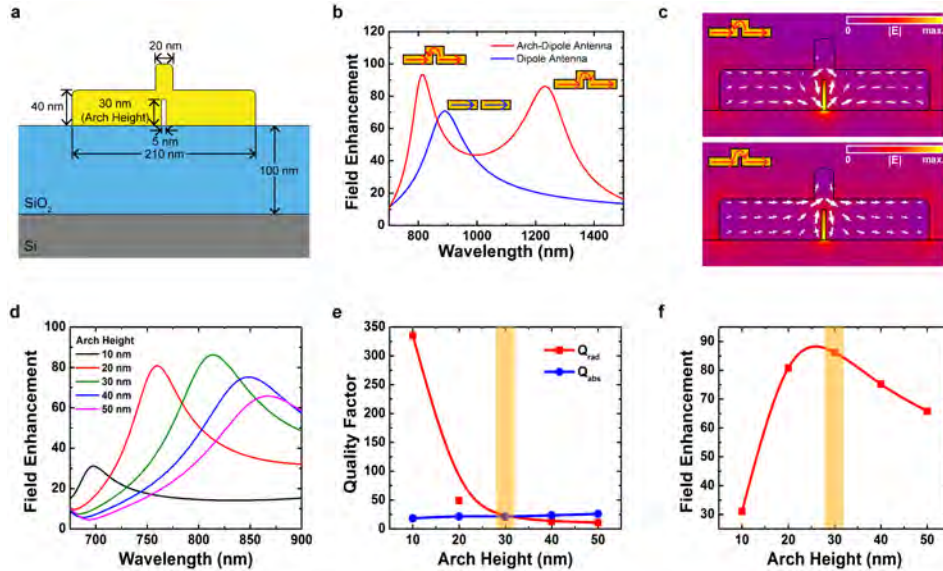 a
20 nm
40 nm
30 nm
(Arch Height)
5 nm
210 nm
100 nm
SiO₂
Si
b
Field Enhancement
120
100
80
60
40
20
0
800 1000 1200 1400
Wavelength (nm)
Arch-Dipole Antenna
Dipole Antenna
c
0 |E| max.
0 |E| max.
d
Field Enhancement
100
80
60
40
20
0
700 750 800 850 900
Wavelength (nm)
Arch Height
10 nm
20 nm
30 nm
40 nm
50 nm
e
Quality Factor
350
300
250
200
150
100
50
0
10 20 30 40 50
Arch Height (nm)
Qrad
Qabs
f
Field Enhancement
90
80
70
60
50
40
30
10 20 30 40 50
Arch Height (nm)